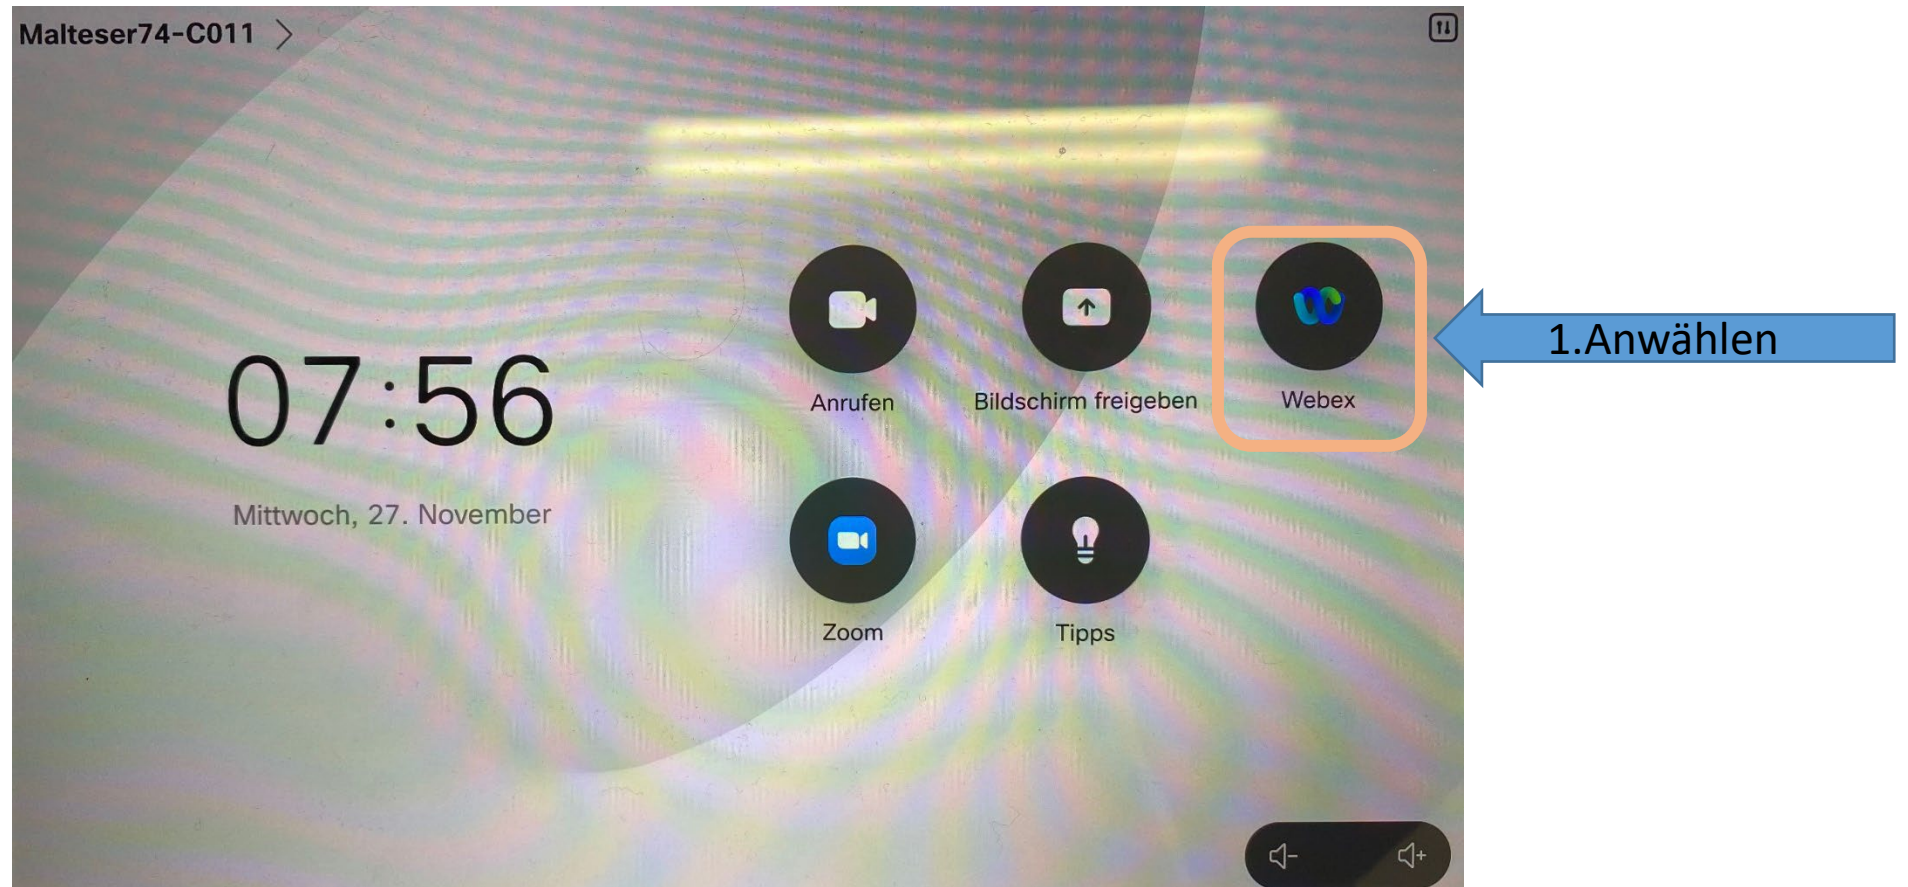 Malteser74-C011
07:56
Mittwoch, 27. November
Anrufen
Bildschirm freigeben
Webex
Zoom
Tipps
1.Anwählen